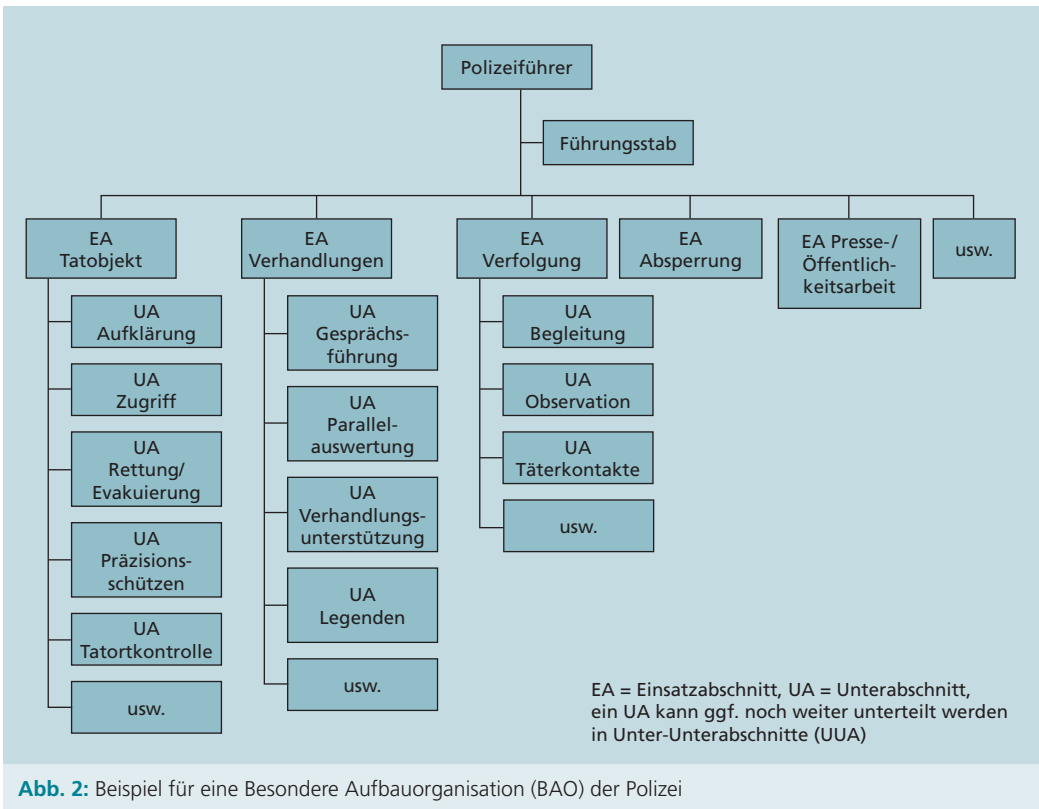 Polizeiführer
Führungsstab
EA
Tatobjekt
EA
Verhandlungen
EA
Verfolgung
EA
Absperrung
EA Presse-/
Öffentlich-
keitsarbeit
usw.
UA
Aufklärung
UA
Zugriff
UA
Rettung/
Evakuierung
UA
Präzisions-
schützen
UA
Tatortkontrolle
usw.
UA
Gesprächs-
führung
UA
Parallel-
auswertung
UA
Verhandlungs-
unterstützung
UA
Legenden
usw.
UA
Begleitung
UA
Observation
UA
Täterkontakte
usw.
EA = Einsatzabschnitt, UA = Unterabschnitt,
ein UA kann ggf. noch weiter unterteilt werden
in Unter-Unterabschnitte (UUA)
Abb. 2: Beispiel für eine Besondere Aufbauorganisation (BAO) der Polizei